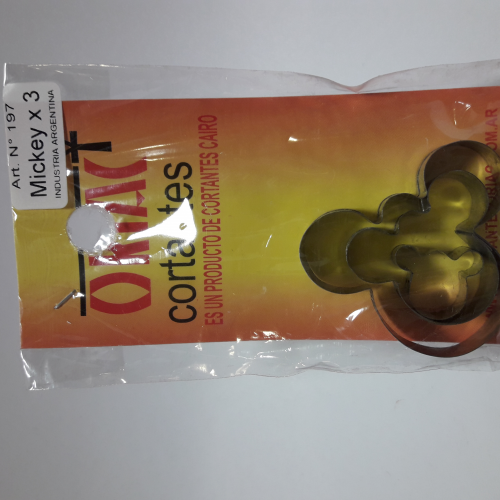 Art. N° 197
Mickey x 3
INDUSTRIA ARGENTINA
cortantes
ES UN PRODUCTO DE CORTANTES CAIRO